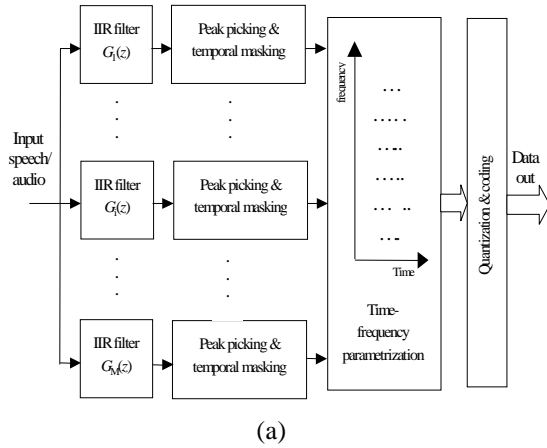 IIR filter
G1(z)
Peak picking &
temporal masking
Input
speech/
audio
IIR filter
Gi(z)
Peak picking &
temporal masking
IIR filter
GM(z)
Peak picking &
temporal masking
frequency
Time
Time-
frequency
parametrization
Quantization & coding
Data
out
(a)